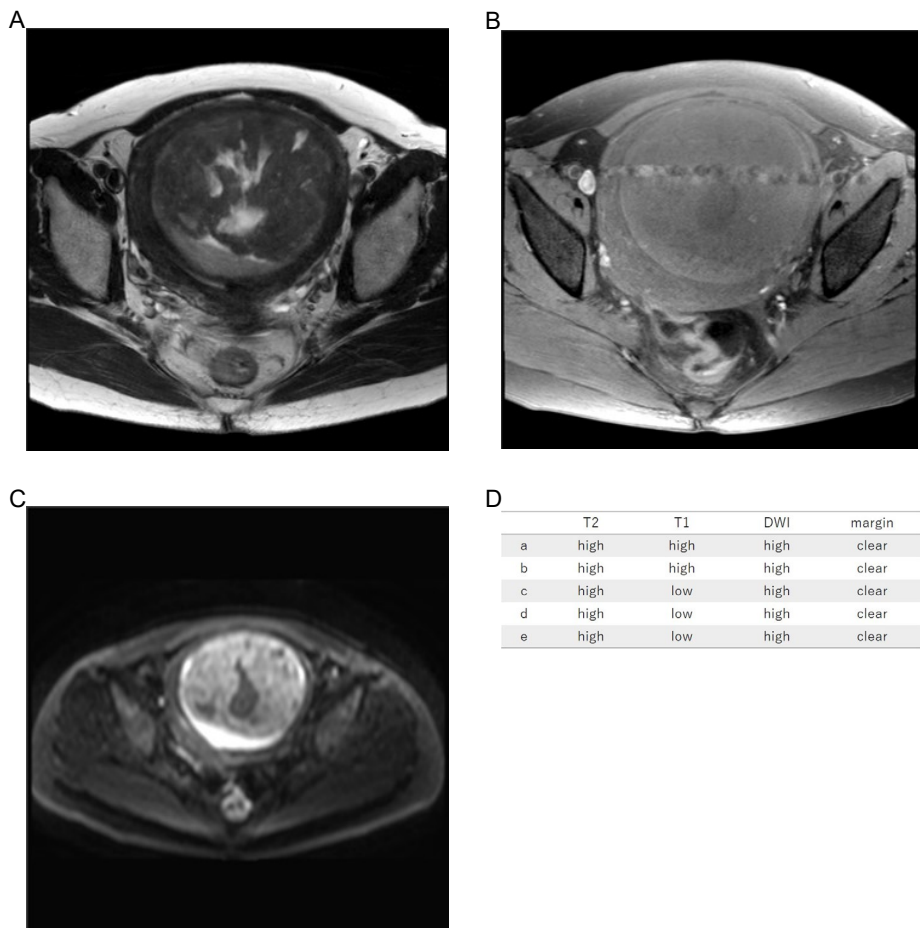 A
B
C
D
T2 T1 DWI margin
a high high high clear
b high high high clear
c high low high clear
d high low high clear
e high low high clear